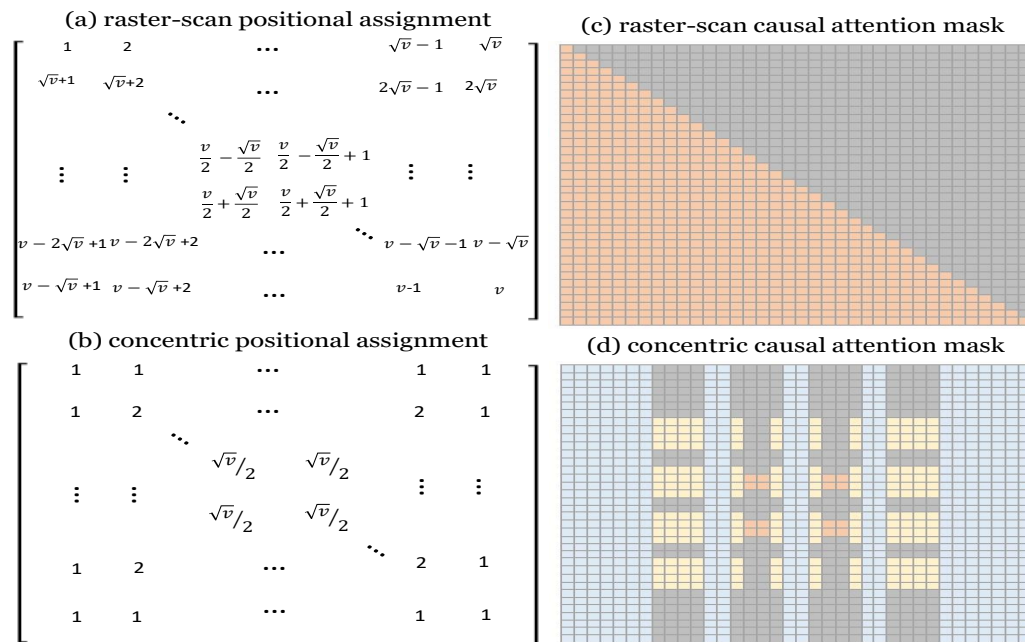 (a) raster-scan positional assignment
1 2 ... √v − 1 √v
√v+1 √v+2 ... 2√v − 1 2√v
⋱
v/2 − √v/2 v/2 − √v/2 + 1
⋮ ⋮ ⋮ ⋮
v/2 + √v/2 v/2 + √v/2 + 1
⋱
v − 2√v +1 v − 2√v +2 ... v − √v −1 v − √v
v − √v +1 v − √v +2 ... v-1 v
(b) concentric positional assignment
1 1 ... 1 1
1 2 ... 2 1
⋱
√v/2 √v/2
⋮ ⋮ ⋮ ⋮
√v/2 √v/2
⋱
1 2 ... 2 1
1 1 ... 1 1
(c) raster-scan causal attention mask
(d) concentric causal attention mask